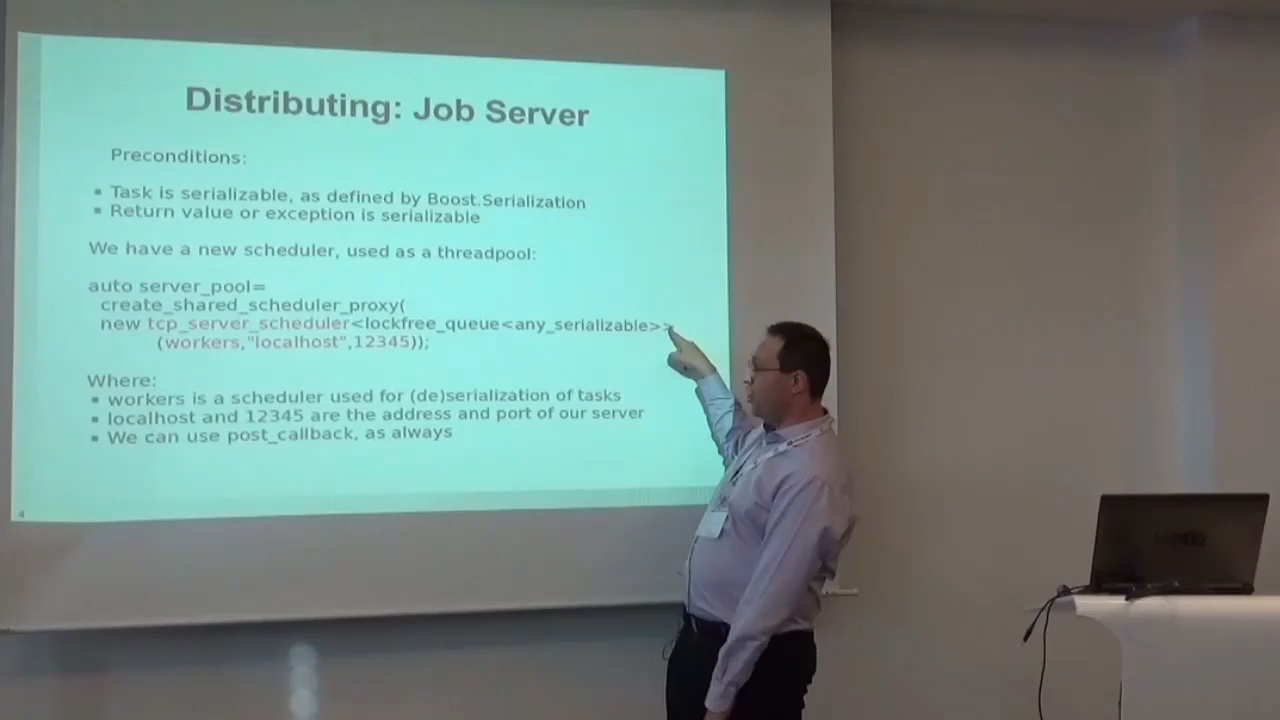 Distributing: Job Server
Preconditions:
▪ Task is serializable, as defined by Boost.Serialization
▪ Return value or exception is serializable
We have a new scheduler, used as a threadpool:
auto server_pool=
create_shared_scheduler_proxy(
new tcp_server_scheduler<lockfree_queue<any_serializable>>
(workers,"localhost",12345));
Where:
▪ workers is a scheduler used for (de)serialization of tasks
▪ localhost and 12345 are the address and port of our server
▪ We can use post_callback, as always
4